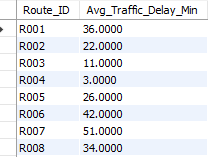 Route_ID Avg_Traffic_Delay_Min
R001 36.0000
R002 22.0000
R003 11.0000
R004 3.0000
R005 26.0000
R006 42.0000
R007 51.0000
R008 34.0000